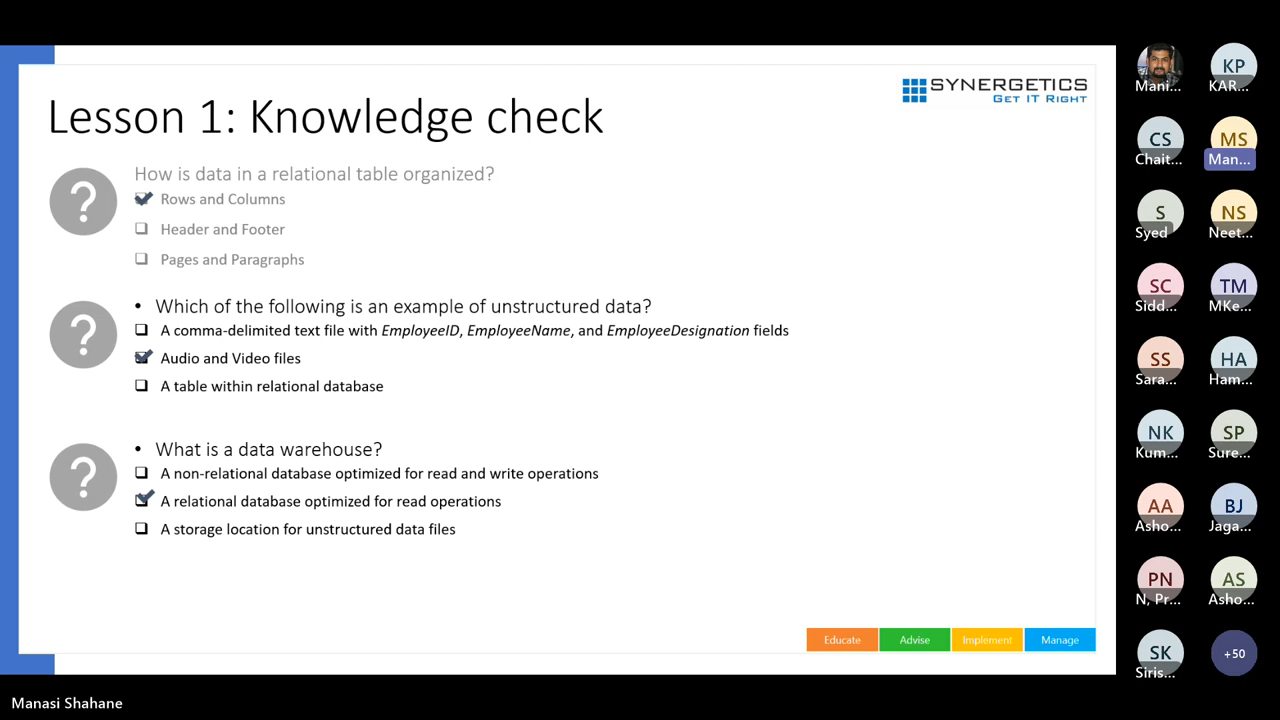 SYNERGETICS
GET IT RIGHT
Lesson 1: Knowledge check
How is data in a relational table organized?
Rows and Columns
Header and Footer
Pages and Paragraphs
• Which of the following is an example of unstructured data?
A comma-delimited text file with EmployeeID, EmployeeName, and EmployeeDesignation fields
Audio and Video files
A table within relational database
• What is a data warehouse?
A non-relational database optimized for read and write operations
A relational database optimized for read operations
A storage location for unstructured data files
Educate Advise Implement Manage
Manasi Shahane
KP
Mani... KAR...
CS MS
Chait... Man...
S NS
Syed Neet...
SC TM
Sidd... MKe...
SS HA
Sara... Ham...
NK SP
Kum... Sure...
AA BJ
Asho... Jaga...
PN AS
N, Pr... Asho...
SK +50
Siris...